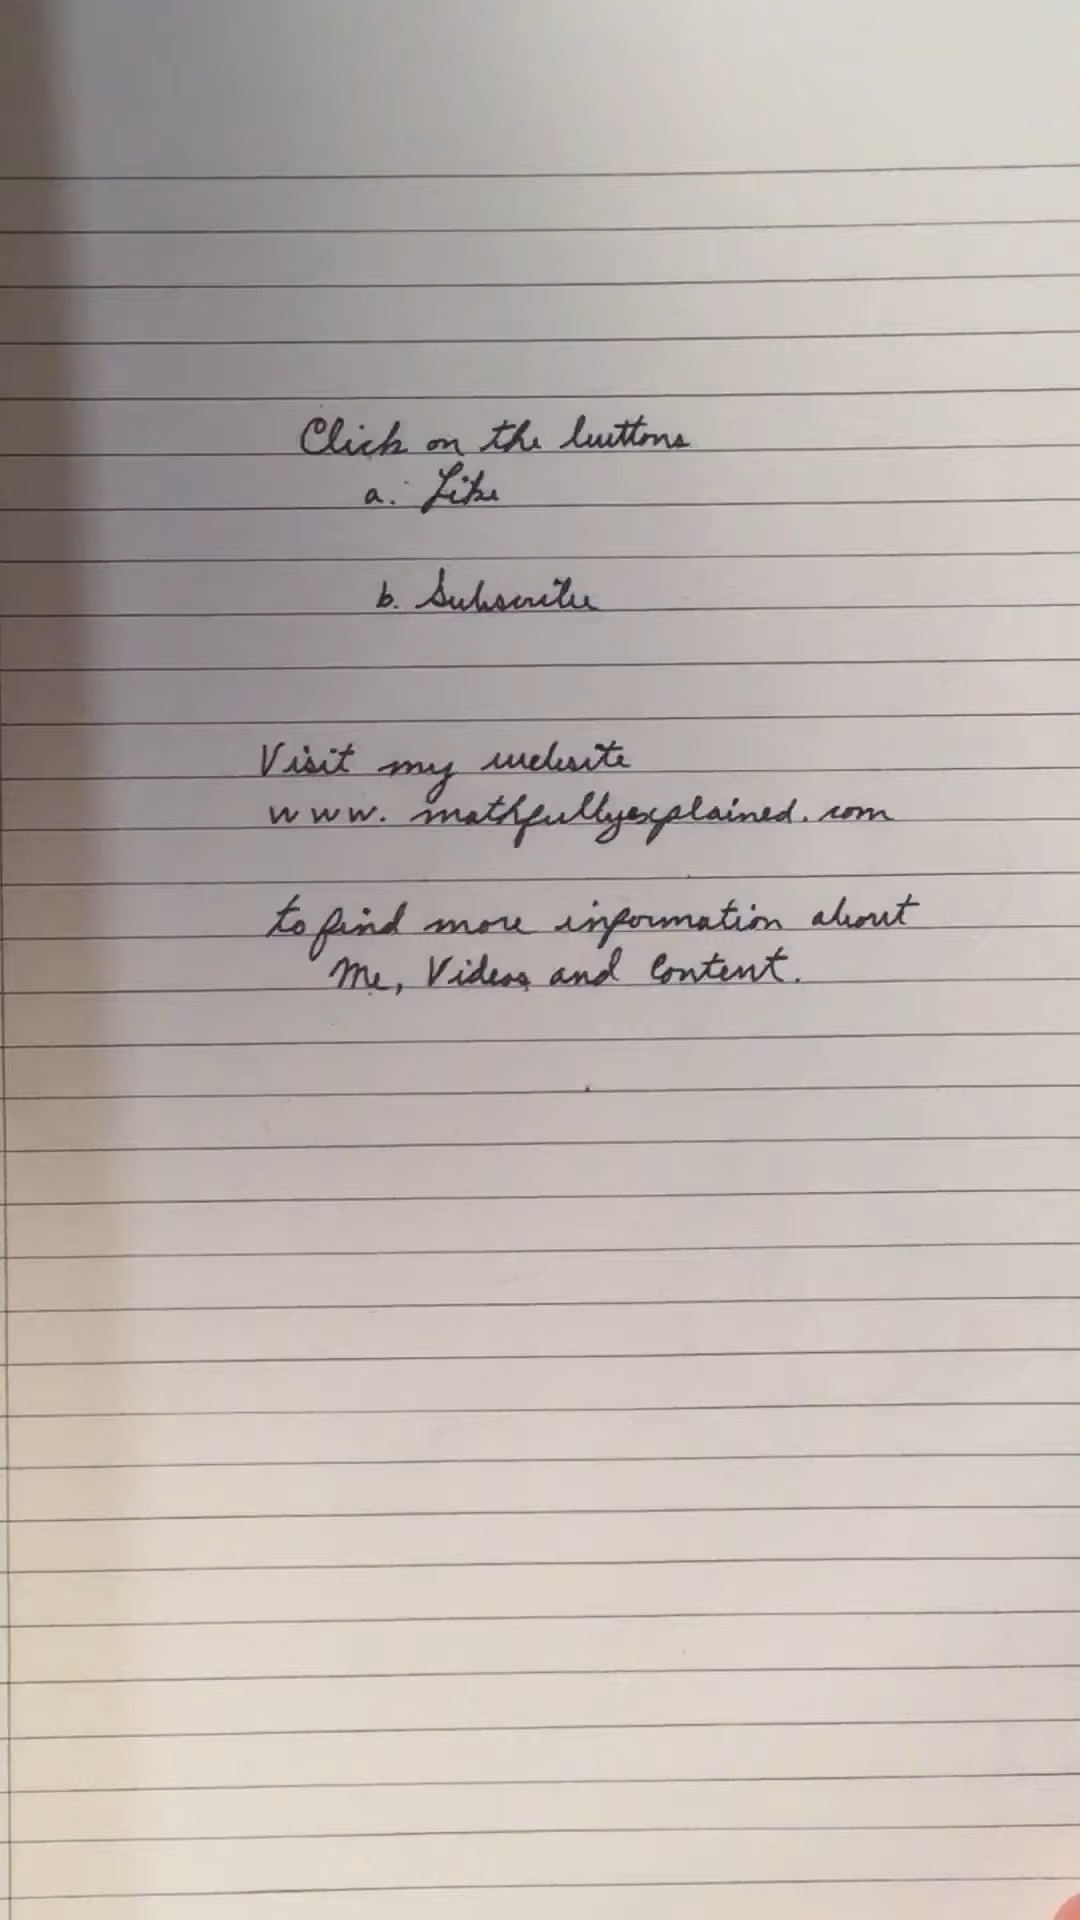 Click on the buttons
a. Like
b. Subscribe
Visit my website
www. mathfullyexplained.com
to find more information about
Me, Videos and Content.